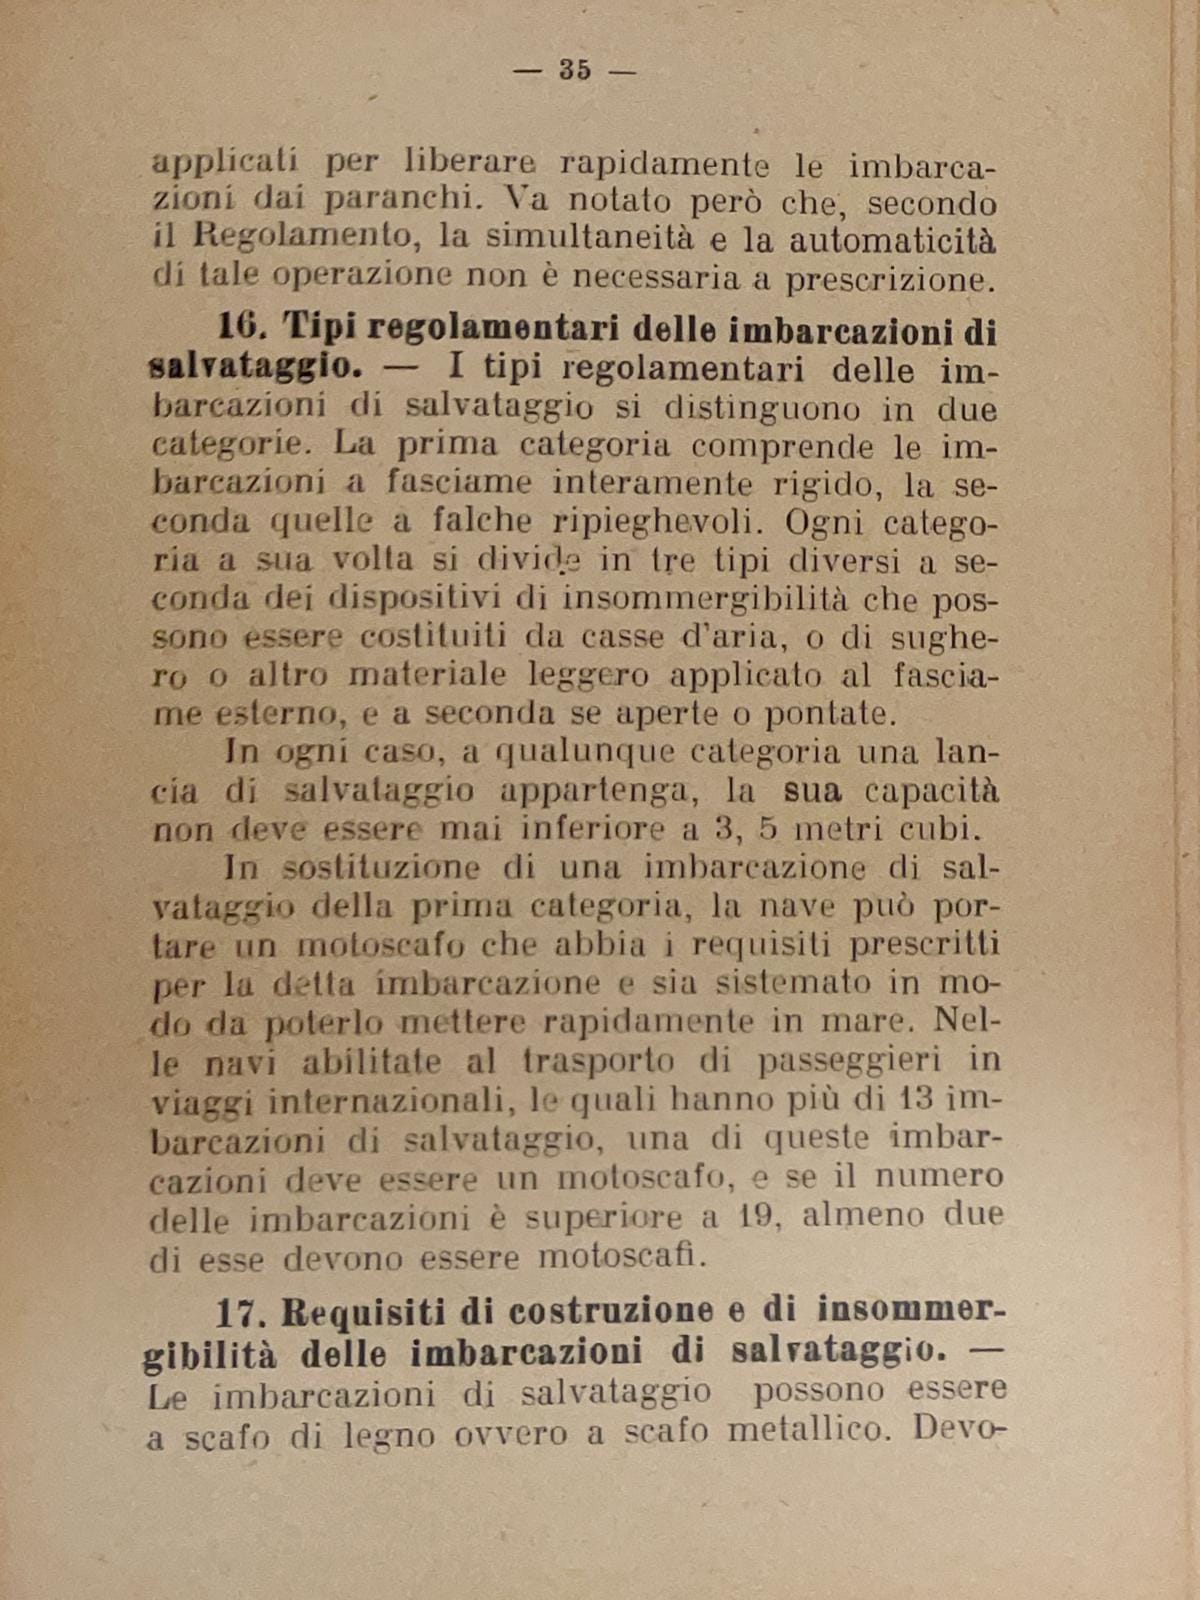 — 35 —
applicati per liberare rapidamente le imbarca-
zioni dai paranchi. Va notato però che, secondo
il Regolamento, la simultaneità e la automaticità
di tale operazione non è necessaria a prescrizione.
16. Tipi regolamentari delle imbarcazioni di
salvataggio. — I tipi regolamentari delle im-
barcazioni di salvataggio si distinguono in due
categorie. La prima categoria comprende le im-
barcazioni a fasciame interamente rigido, la se-
conda quelle a falche ripieghevoli. Ogni catego-
ria a sua volta si divide in tre tipi diversi a se-
conda dei dispositivi di insommergibilità che pos-
sono essere costituiti da casse d'aria, o di sughe-
ro o altro materiale leggero applicato al fascia-
me esterno, e a seconda se aperte o pontate.
In ogni caso, a qualunque categoria una lan-
cia di salvataggio appartenga, la sua capacità
non deve essere mai inferiore a 3, 5 metri cubi.
In sostituzione di una imbarcazione di sal-
vataggio della prima categoria, la nave può por-
tare un motoscafo che abbia i requisiti prescritti
per la detta imbarcazione e sia sistemato in mo-
do da poterlo mettere rapidamente in mare. Nel-
le navi abilitate al trasporto di passeggieri in
viaggi internazionali, le quali hanno più di 13 im-
barcazioni di salvataggio, una di queste imbar-
cazioni deve essere un motoscafo, e se il numero
delle imbarcazioni è superiore a 19, almeno due
di esse devono essere motoscafi.
17. Requisiti di costruzione e di insommer-
gibilità delle imbarcazioni di salvataggio. —
Le imbarcazioni di salvataggio possono essere
a scafo di legno ovvero a scafo metallico. Devo-